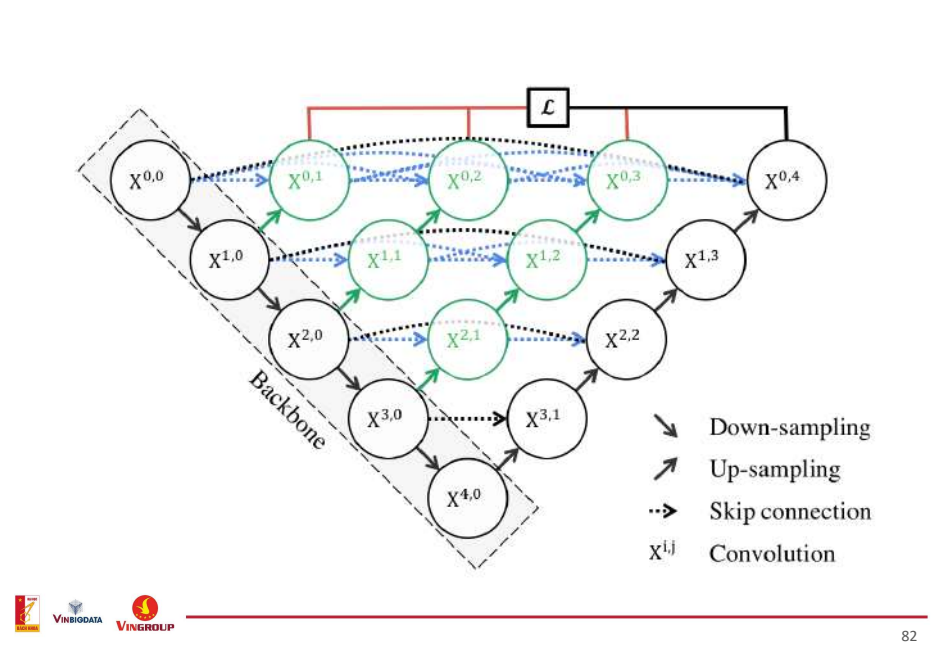 ℒ
X0,0
X0,1
X0,2
X0,3
X0,4
X1,0
X1,1
X1,2
X1,3
X2,0
X2,1
X2,2
X3,0
X3,1
X4,0
Backbone
Down-sampling
Up-sampling
Skip connection
Xi,j Convolution
VINBIGDATA
VINGROUP
82